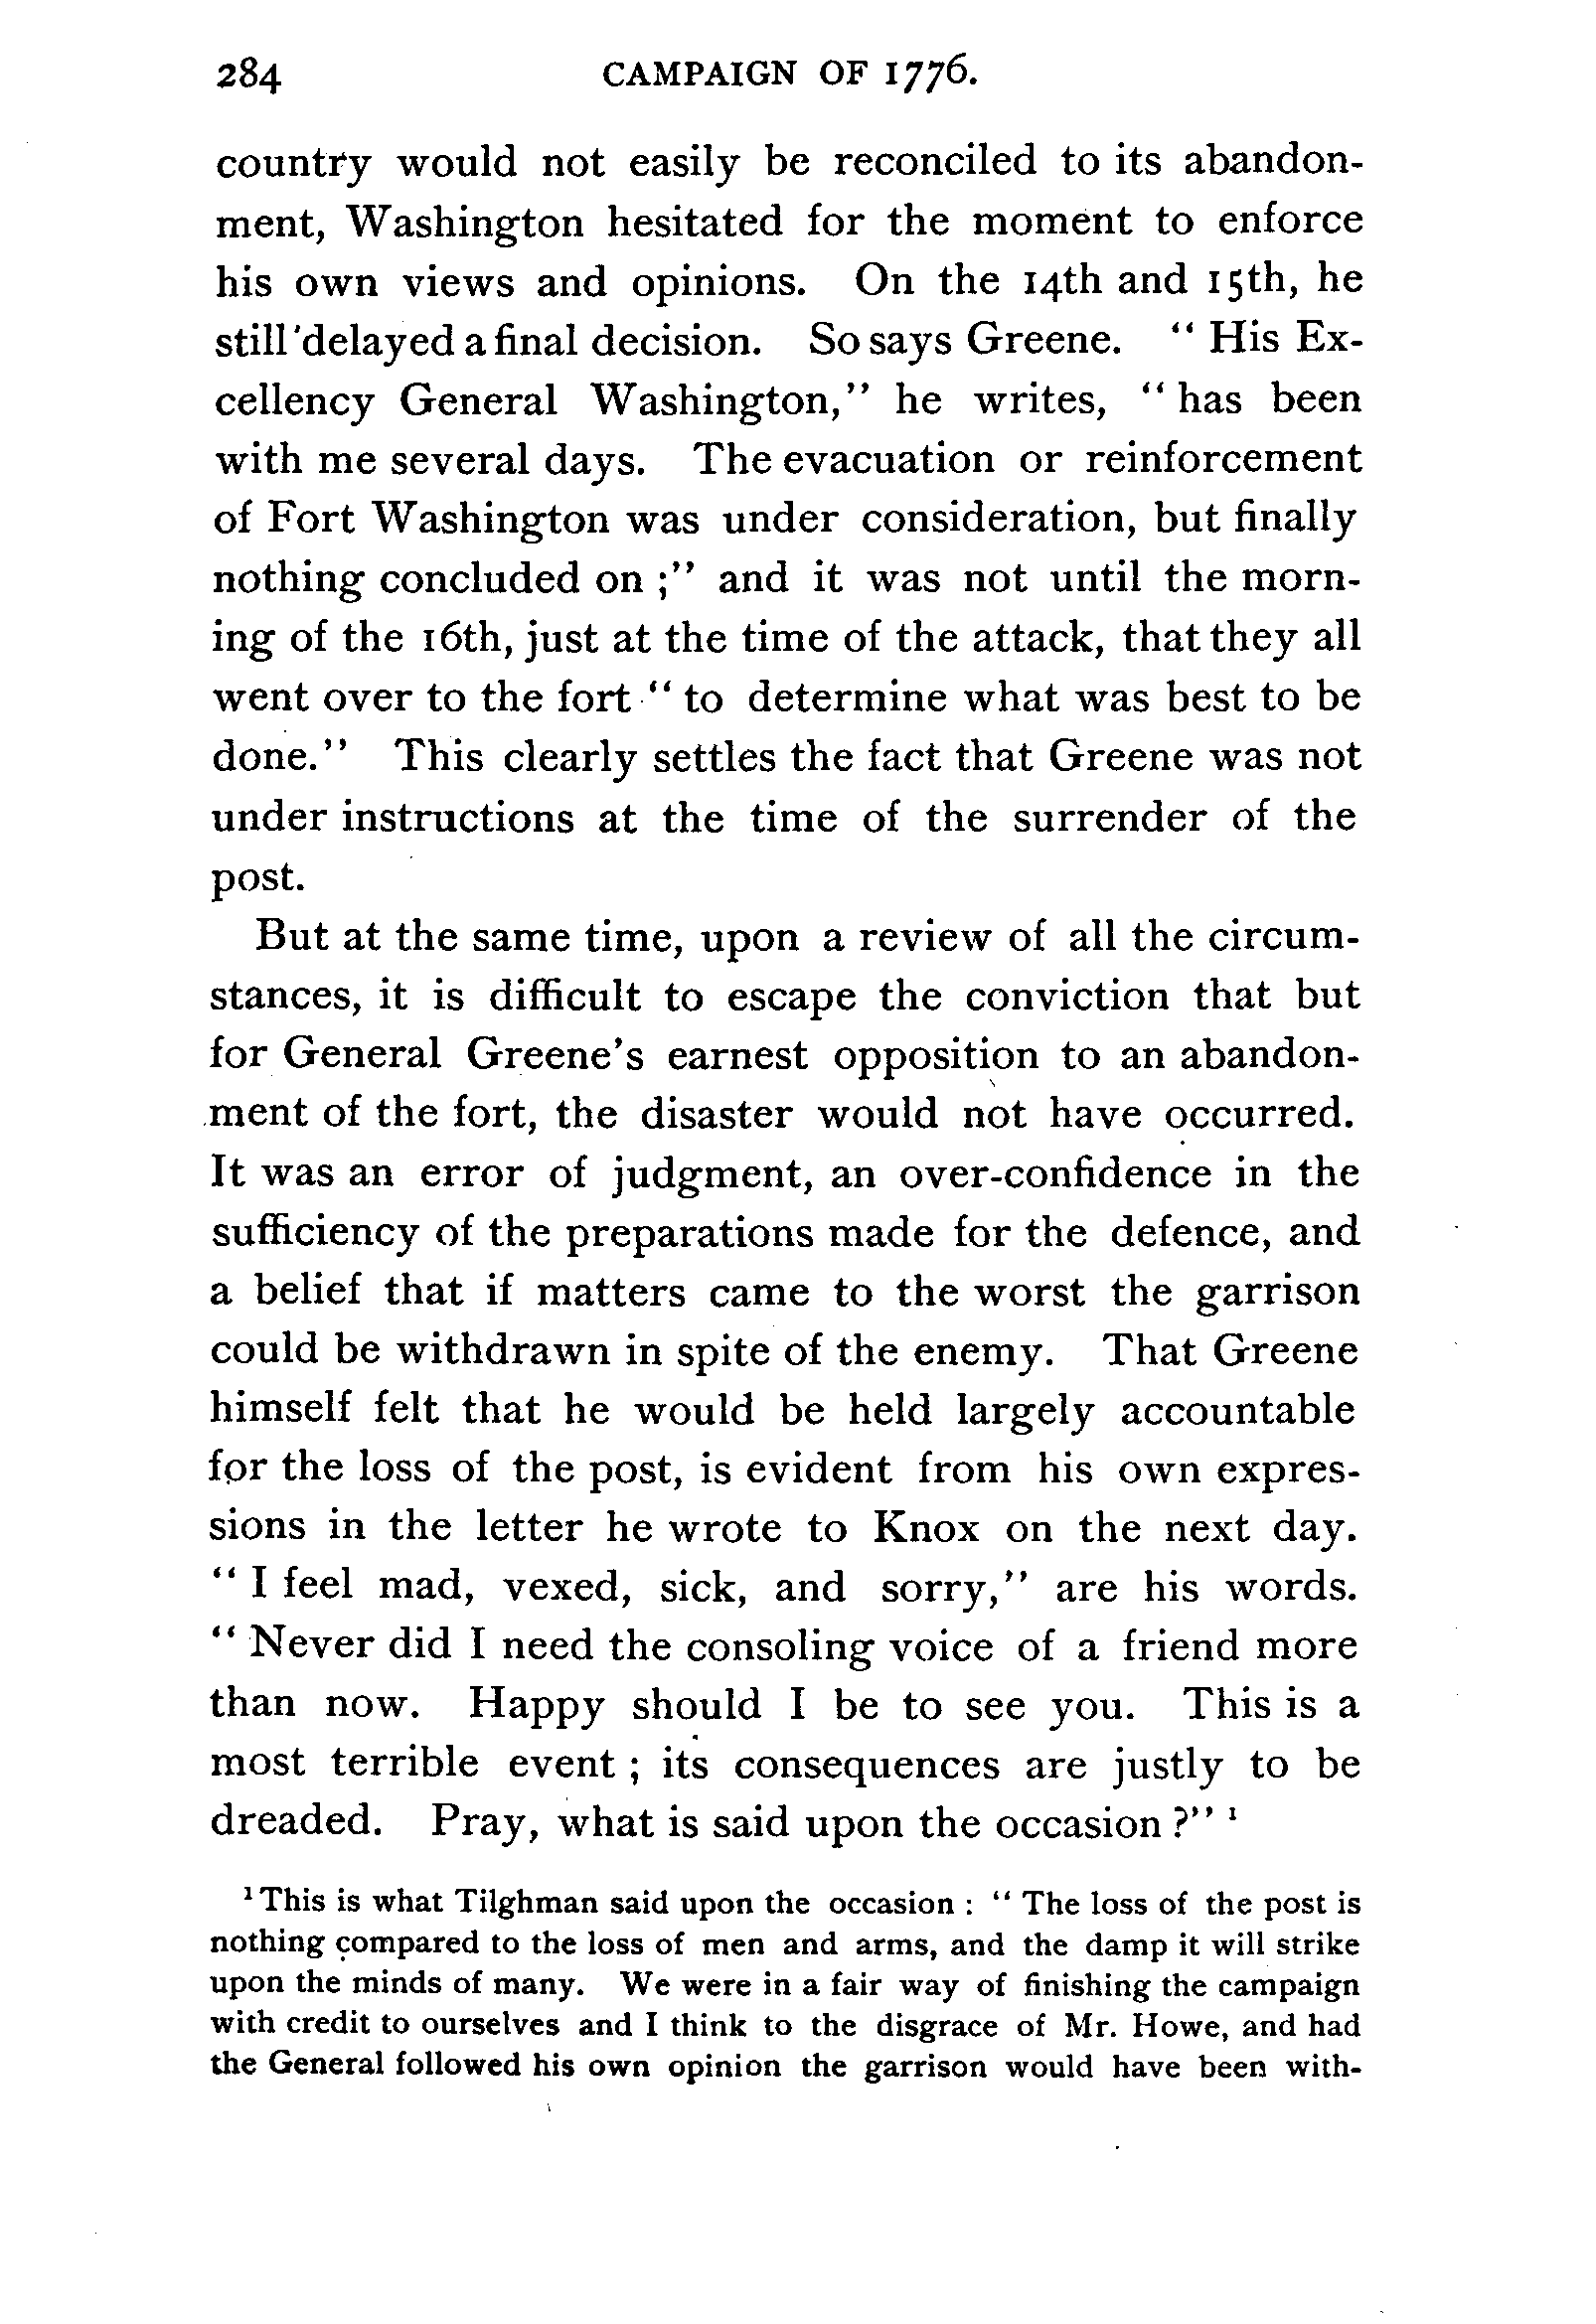 284 CAMPAIGN OF 1776.
country would not easily be reconciled to its abandon-
ment, Washington hesitated for the moment to enforce
his own views and opinions. On the 14th and 15th, he
still delayed a final decision. So says Greene. “ His Ex-
cellency General Washington,” he writes, “ has been
with me several days. The evacuation or reinforcement
of Fort Washington was under consideration, but finally
nothing concluded on ;” and it was not until the morn-
ing of the 16th, just at the time of the attack, that they all
went over to the fort “ to determine what was best to be
done.” This clearly settles the fact that Greene was not
under instructions at the time of the surrender of the
post.
But at the same time, upon a review of all the circum-
stances, it is difficult to escape the conviction that but
for General Greene’s earnest opposition to an abandon-
ment of the fort, the disaster would not have occurred.
It was an error of judgment, an over-confidence in the
sufficiency of the preparations made for the defence, and
a belief that if matters came to the worst the garrison
could be withdrawn in spite of the enemy. That Greene
himself felt that he would be held largely accountable
for the loss of the post, is evident from his own expres-
sions in the letter he wrote to Knox on the next day.
“ I feel mad, vexed, sick, and sorry,” are his words.
“ Never did I need the consoling voice of a friend more
than now. Happy should I be to see you. This is a
most terrible event ; its consequences are justly to be
dreaded. Pray, what is said upon the occasion ?” ¹
¹ This is what Tilghman said upon the occasion : “ The loss of the post is
nothing compared to the loss of men and arms, and the damp it will strike
upon the minds of many. We were in a fair way of finishing the campaign
with credit to ourselves and I think to the disgrace of Mr. Howe, and had
the General followed his own opinion the garrison would have been with-